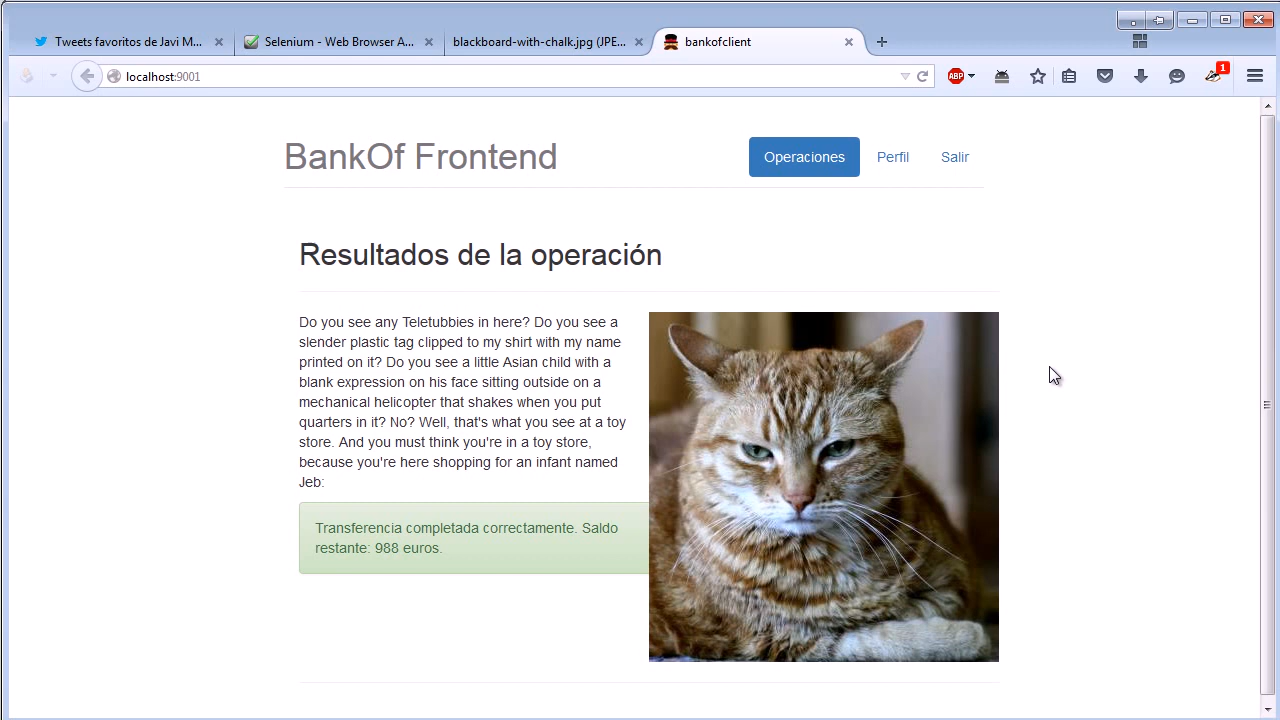 Tweets favoritos de Javi M...
Selenium - Web Browser A...
blackboard-with-chalk.jpg (JPE...
bankofclient
localhost:9001
ABP
1
BankOf Frontend
Operaciones
Perfil
Salir
Resultados de la operación
Do you see any Teletubbies in here? Do you see a
slender plastic tag clipped to my shirt with my name
printed on it? Do you see a little Asian child with a
blank expression on his face sitting outside on a
mechanical helicopter that shakes when you put
quarters in it? No? Well, that's what you see at a toy
store. And you must think you're in a toy store,
because you're here shopping for an infant named
Jeb:
Transferencia completada correctamente. Saldo
restante: 988 euros.